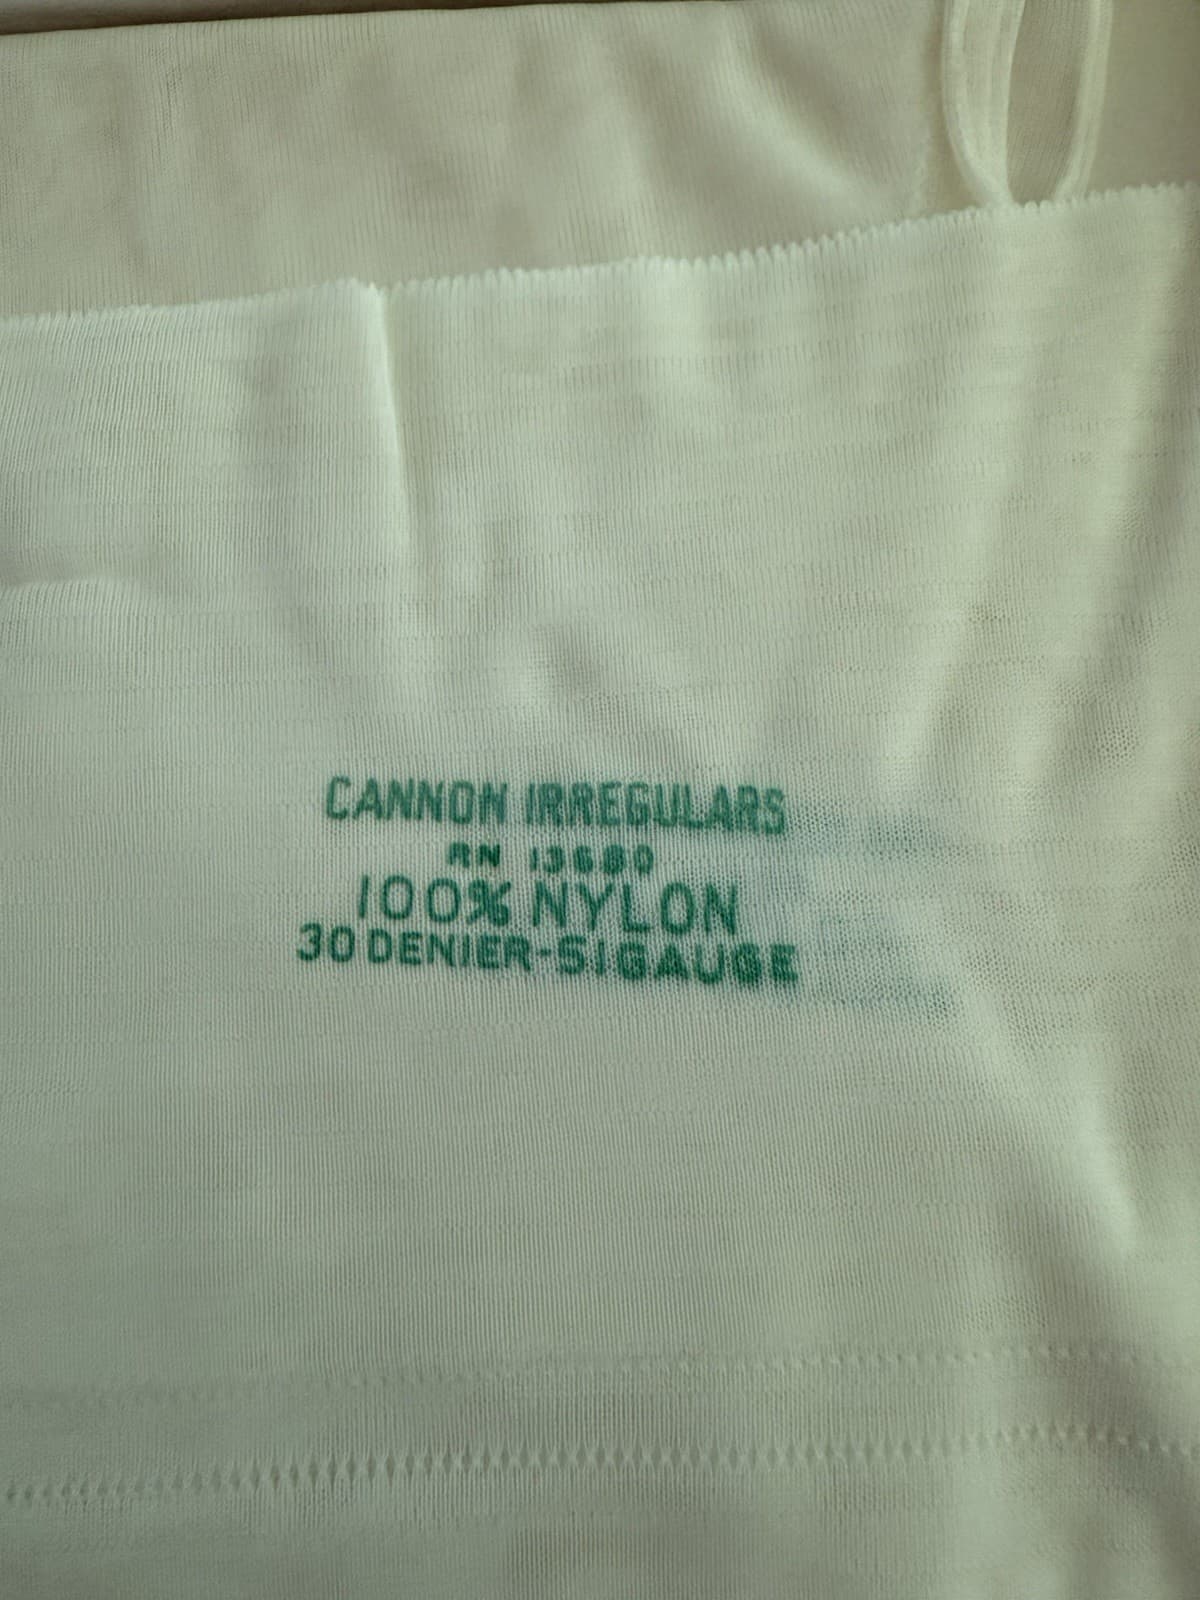 CANNON IRREGULARS
RN 13680
100% NYLON
30 DENIER-51GAUGE